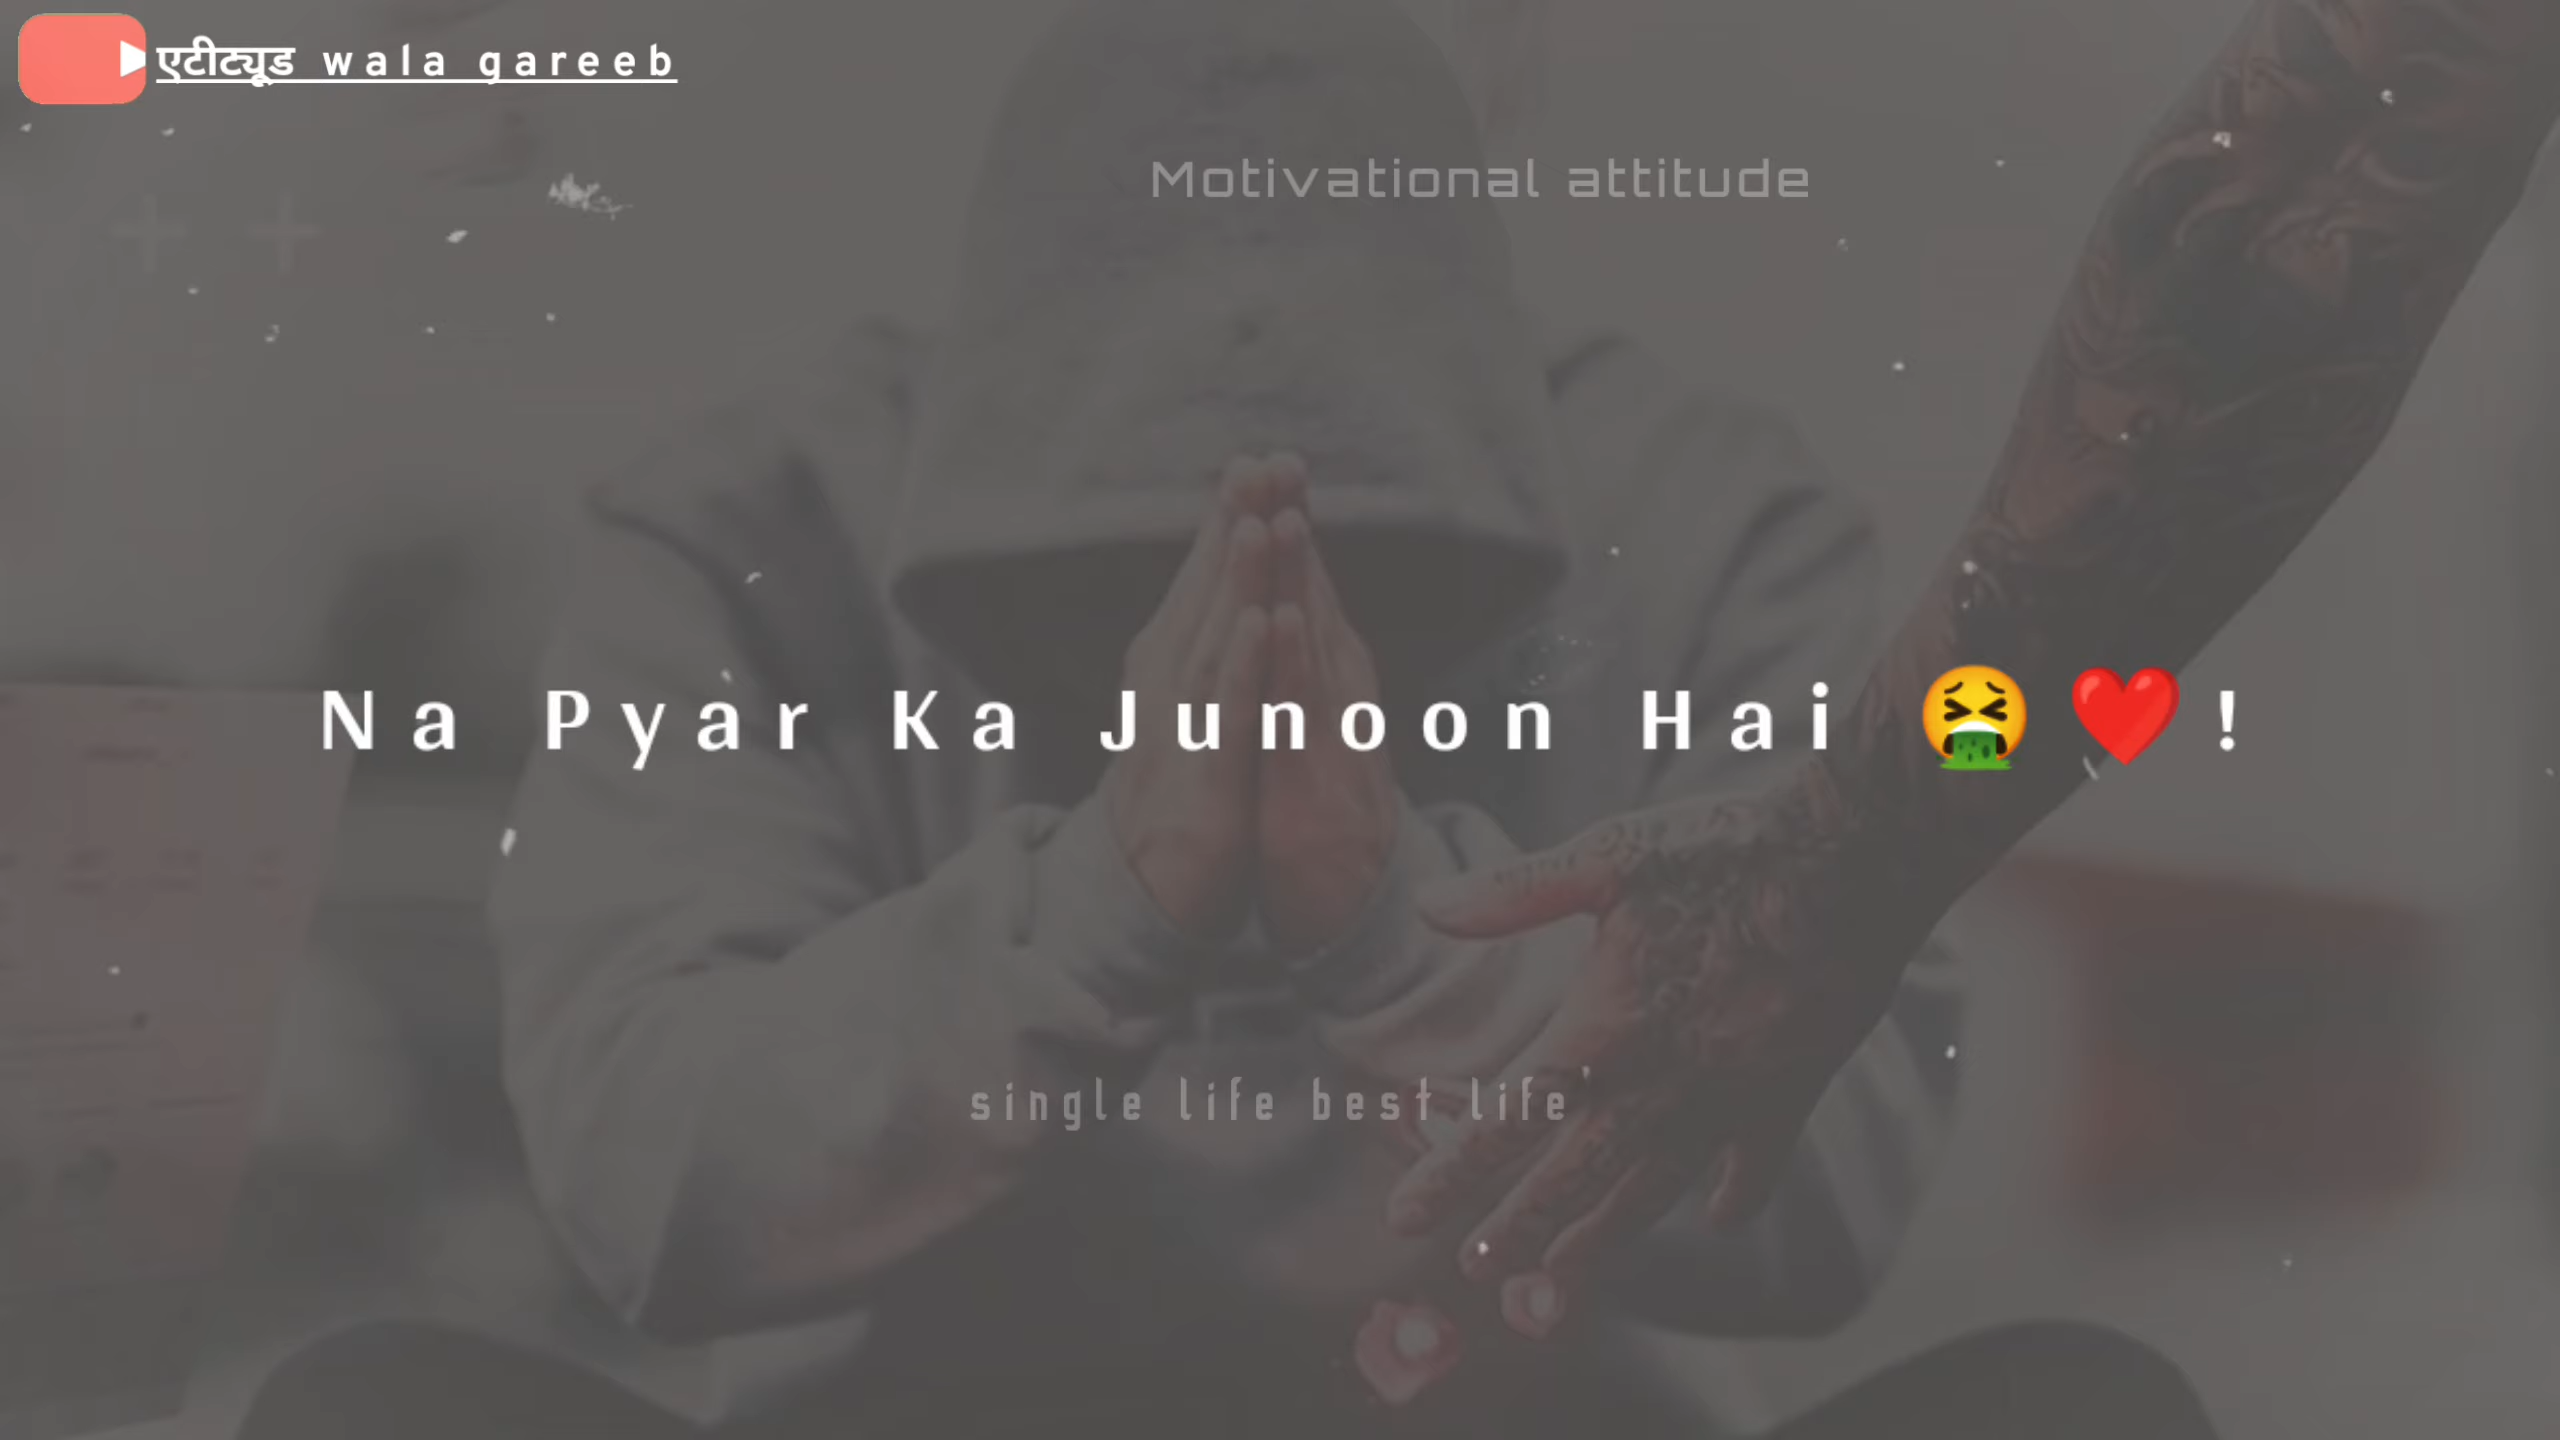 एटीट्यूड wala gareeb
Motivational attitude
Na Pyar Ka Junoon Hai 🤮❤️!
single life best life